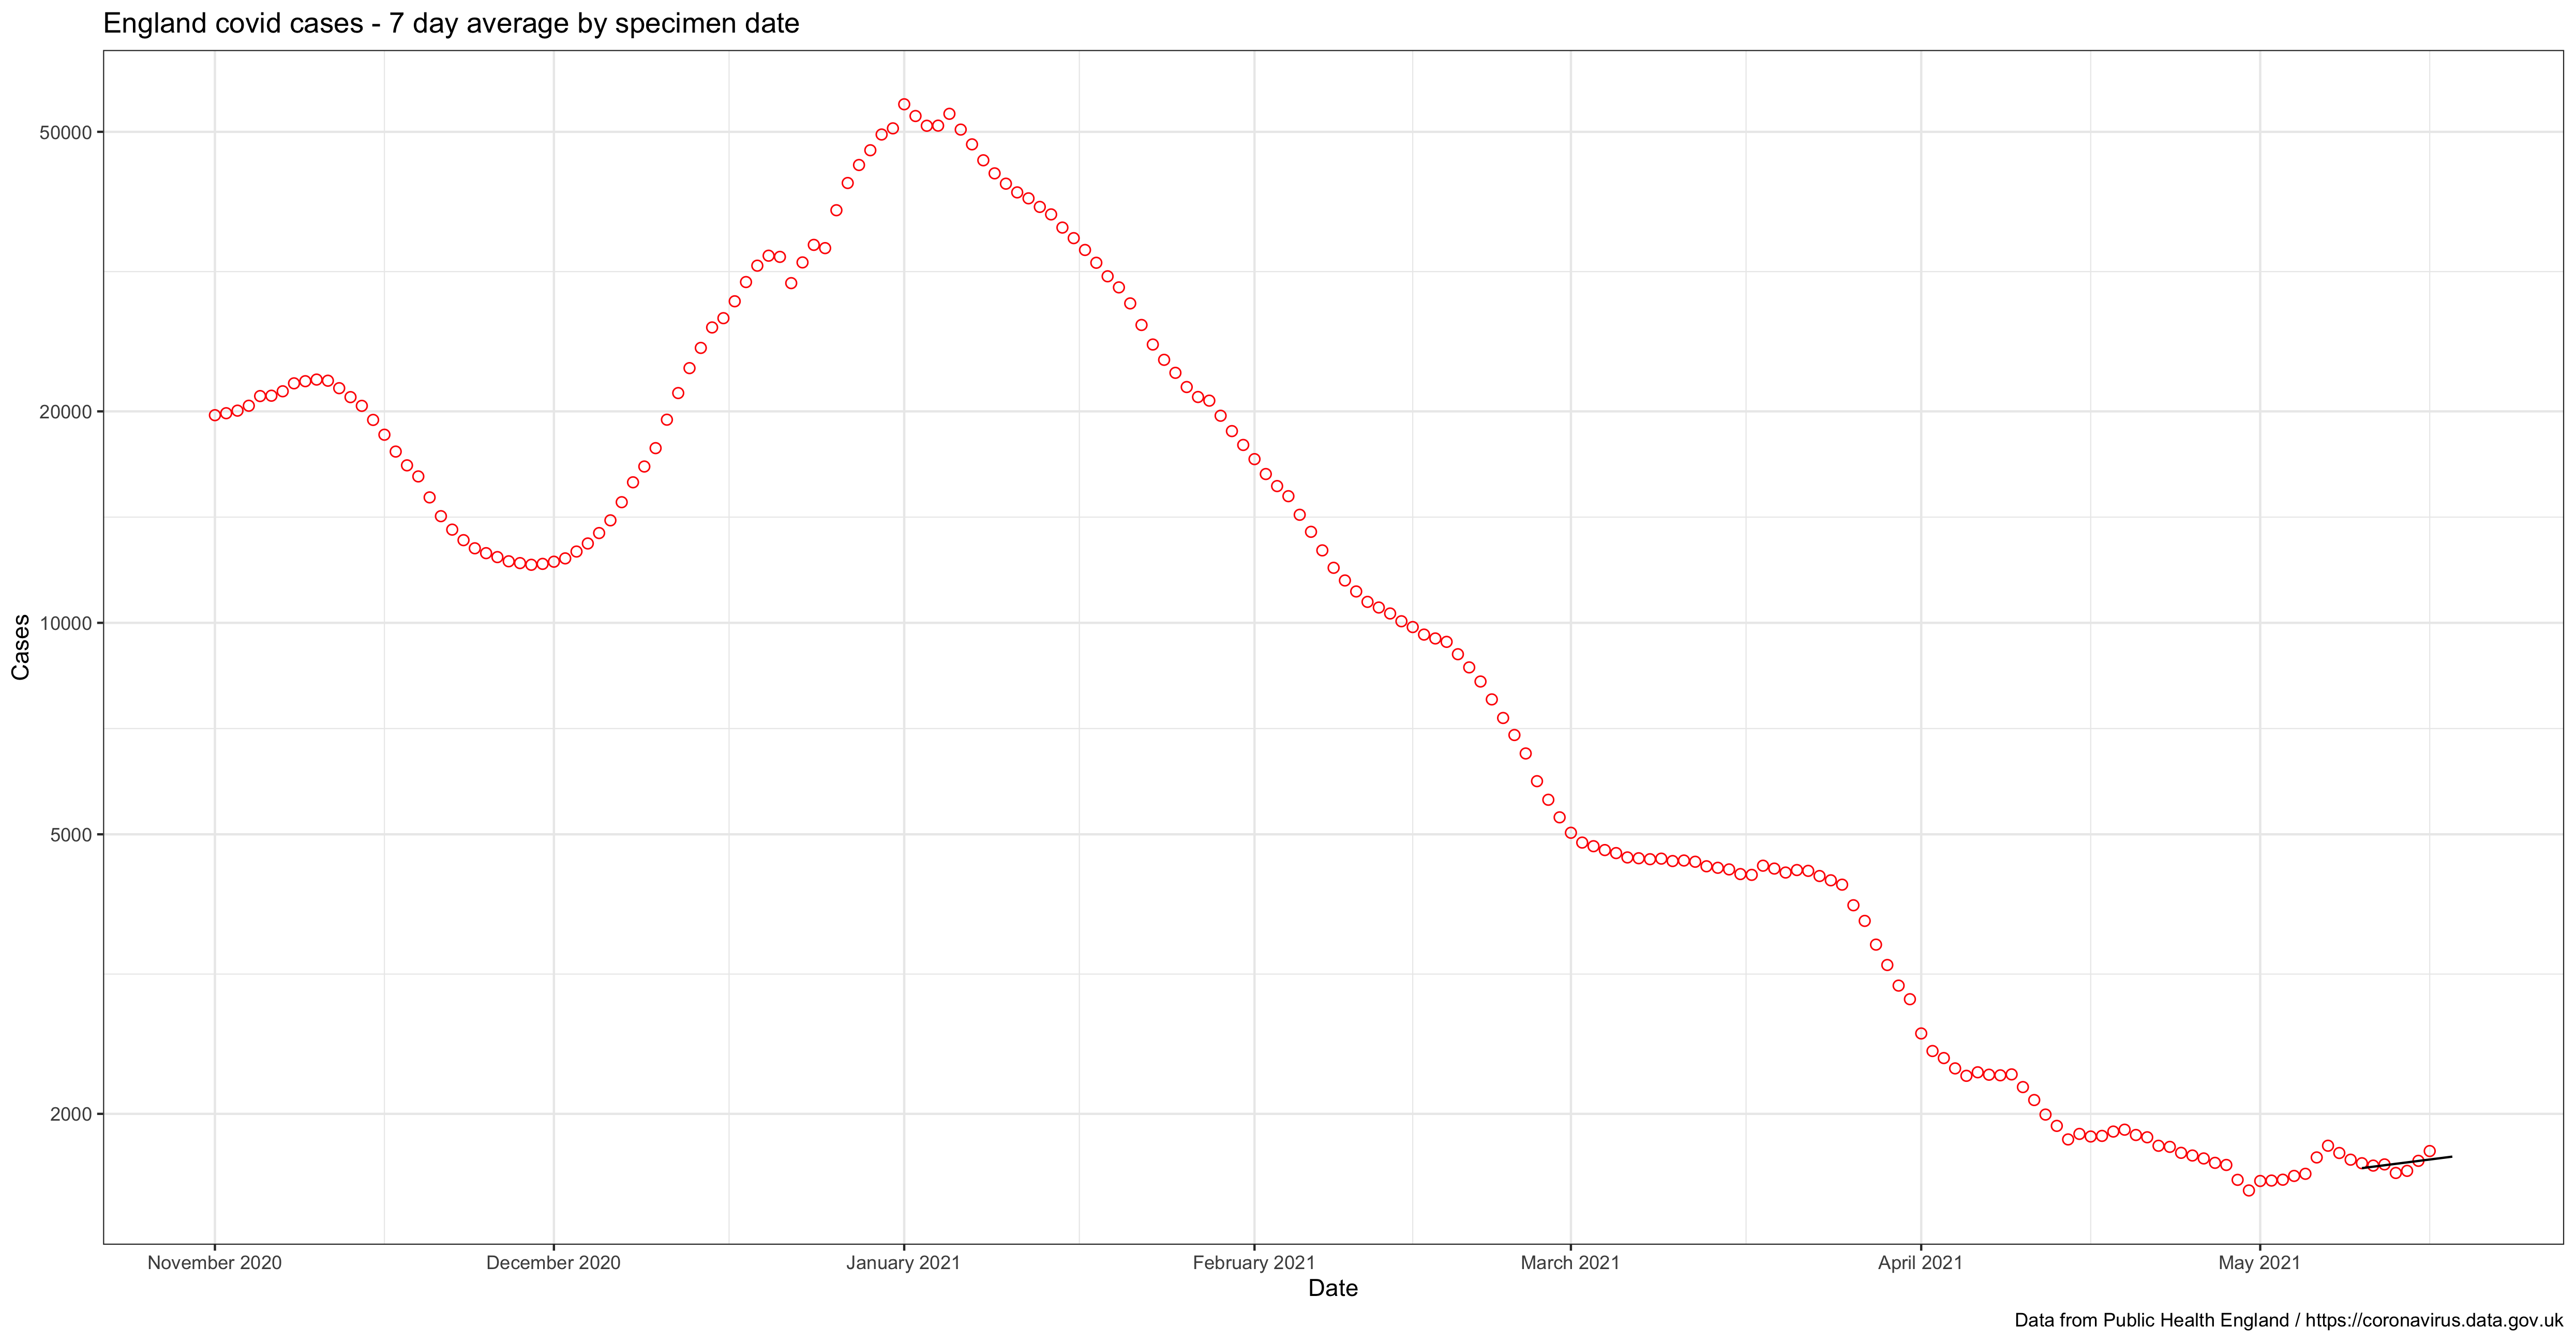 England covid cases - 7 day average by specimen date
Cases
50000
20000
10000
5000
2000
November 2020
December 2020
January 2021
February 2021
March 2021
April 2021
May 2021
Date
Data from Public Health England / https://coronavirus.data.gov.uk